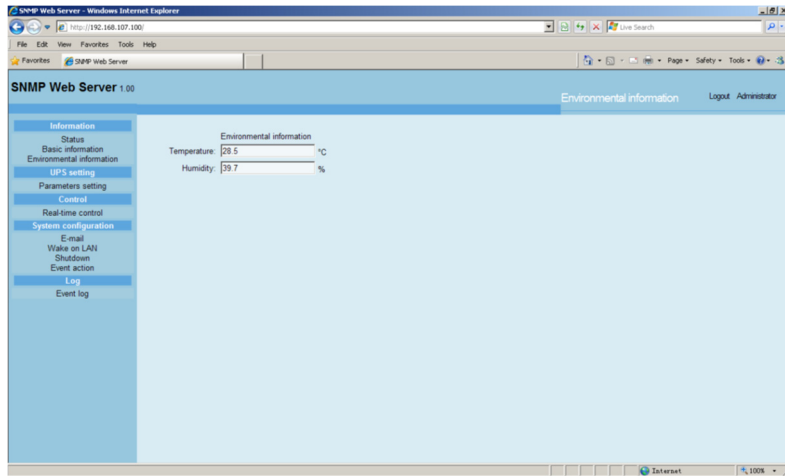 SNMP Web Server - Windows Internet Explorer
http://192.168.107.100/
Live Search
File Edit View Favorites Tools Help
Favorites SNMP Web Server
Page Safety Tools
SNMP Web Server 1.00
Environmental information Logout Administrator
Information
Status
Basic information
Environmental information
UPS setting
Parameters setting
Control
Real-time control
System configuration
E-mail
Wake on LAN
Shutdown
Event action
Log
Event log
Environmental information
Temperature: 28.5 °C
Humidity: 39.7 %
Internet 100%